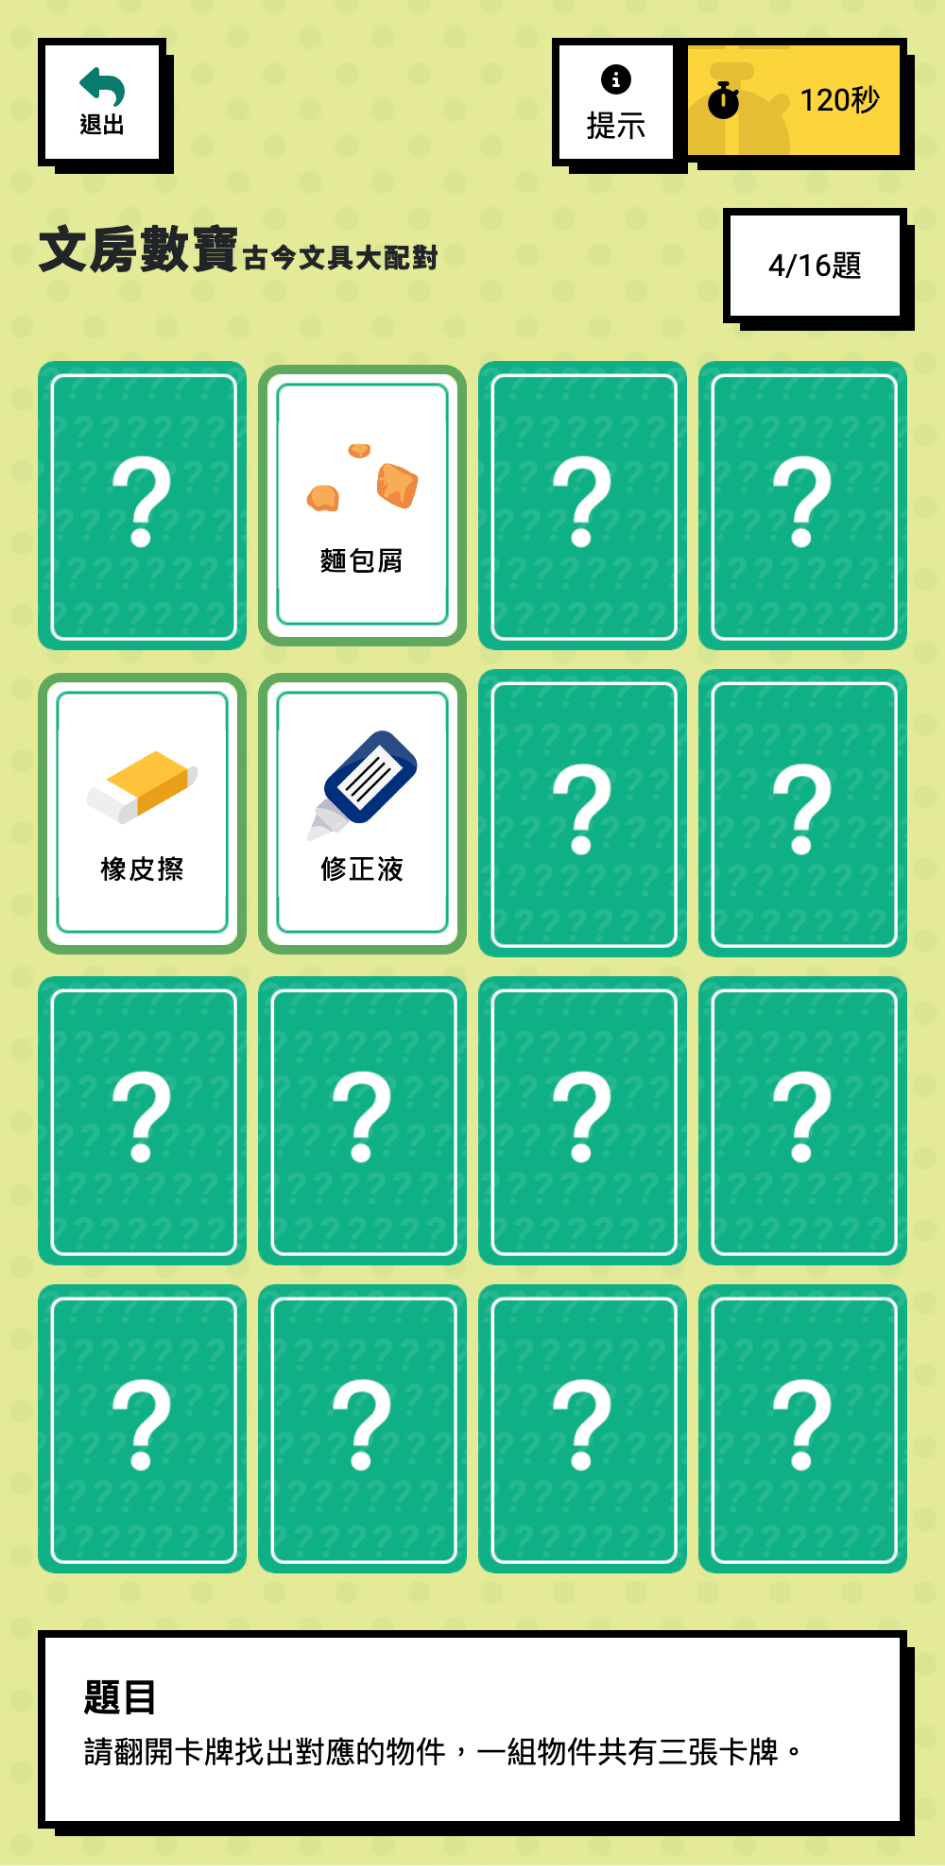 退出
提示
120秒
文房數寶古今文具大配對
4/16題
? ? ?
麵包屑
? ?
橡皮擦
修正液
? ? ? ?
? ? ? ?
題目
請翻開卡牌找出對應的物件，一組物件共有三張卡牌。